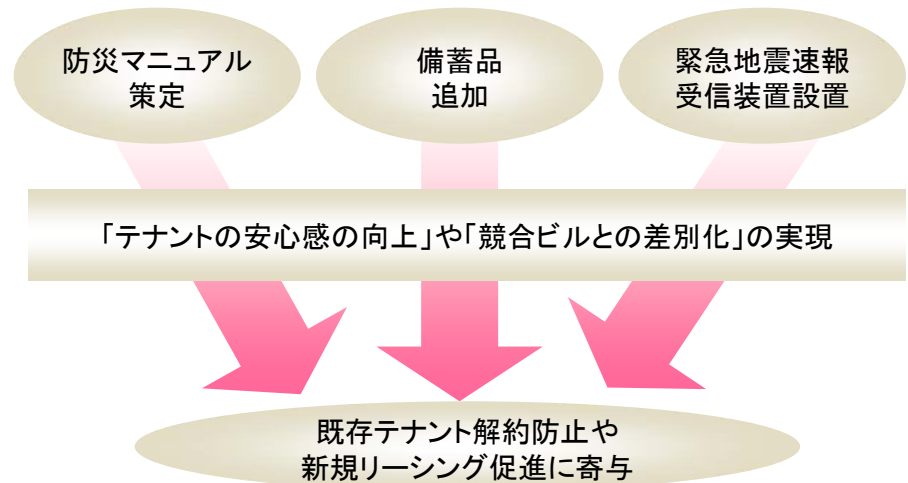 防災マニュアル
策定
備蓄品
追加
緊急地震速報
受信装置設置
「テナントの安心感の向上」や「競合ビルとの差別化」の実現
既存テナント解約防止や
新規リーシング促進に寄与